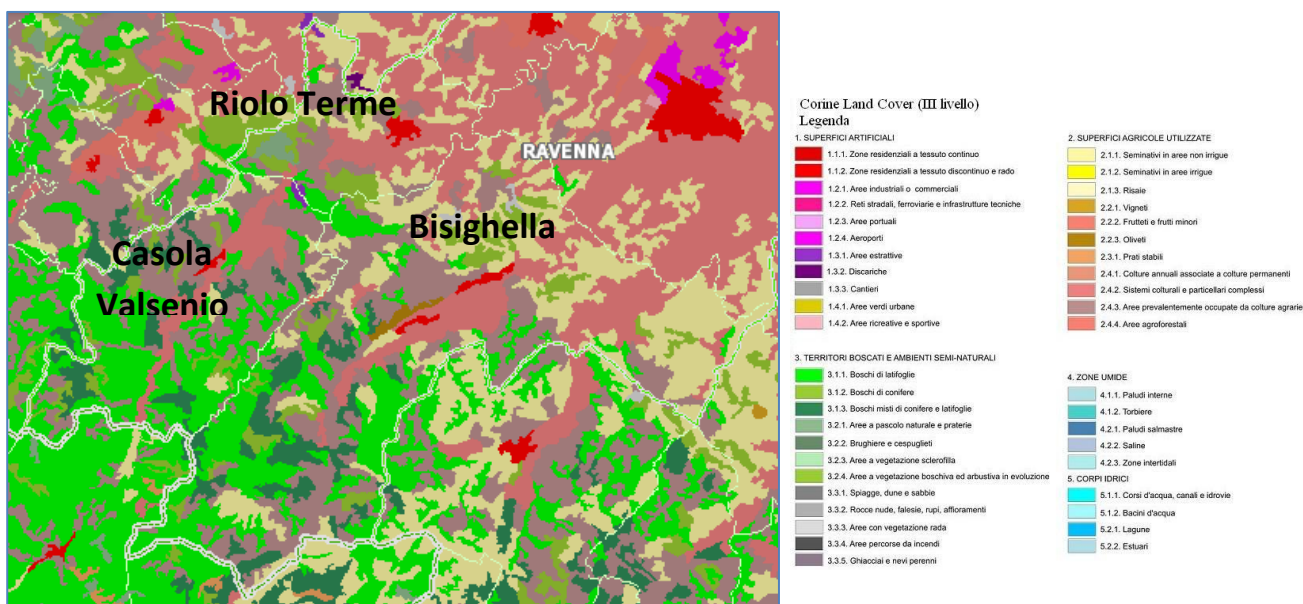 Riolo Terme
RAVENNA
Bisighella
Casola
Valsenio
Corine Land Cover (III livello)
Legenda
1. SUPERFICI ARTIFICIALI
1.1.1. Zone residenziali a tessuto continuo
1.1.2. Zone residenziali a tessuto discontinuo e rado
1.2.1. Aree industriali o commerciali
1.2.2. Reti stradali, ferroviarie e infrastrutture tecniche
1.2.3. Aree portuali
1.2.4. Aeroporti
1.3.1. Aree estrattive
1.3.2. Discariche
1.3.3. Cantieri
1.4.1. Aree verdi urbane
1.4.2. Aree ricreative e sportive
2. SUPERFICI AGRICOLE UTILIZZATE
2.1.1. Seminativi in aree non irrigue
2.1.2. Seminativi in aree irrigue
2.1.3. Risaie
2.2.1. Vigneti
2.2.2. Frutteti e frutti minori
2.2.3. Oliveti
2.3.1. Prati stabili
2.4.1. Colture annuali associate a colture permanenti
2.4.2. Sistemi colturali e particellari complessi
2.4.3. Aree prevalentemente occupate da colture agrarie
2.4.4. Aree agroforestali
3. TERRITORI BOSCATI E AMBIENTI SEMI-NATURALI
3.1.1. Boschi di latifoglie
3.1.2. Boschi di conifere
3.1.3. Boschi misti di conifere e latifoglie
3.2.1. Aree a pascolo naturale e praterie
3.2.2. Brughiere e cespuglieti
3.2.3. Aree a vegetazione sclerofilla
3.2.4. Aree a vegetazione boschiva ed arbustiva in evoluzione
3.3.1. Spiagge, dune e sabbie
3.3.2. Rocce nude, falesie, rupi, affioramenti
3.3.3. Aree con vegetazione rada
3.3.4. Aree percorse da incendi
3.3.5. Ghiacciai e nevi perenni
4. ZONE UMIDE
4.1.1. Paludi interne
4.1.2. Torbiere
4.2.1. Paludi salmastre
4.2.2. Saline
4.2.3. Zone intertidali
5. CORPI IDRICI
5.1.1. Corsi d'acqua, canali e idrovie
5.1.2. Bacini d'acqua
5.2.1. Lagune
5.2.2. Estuari